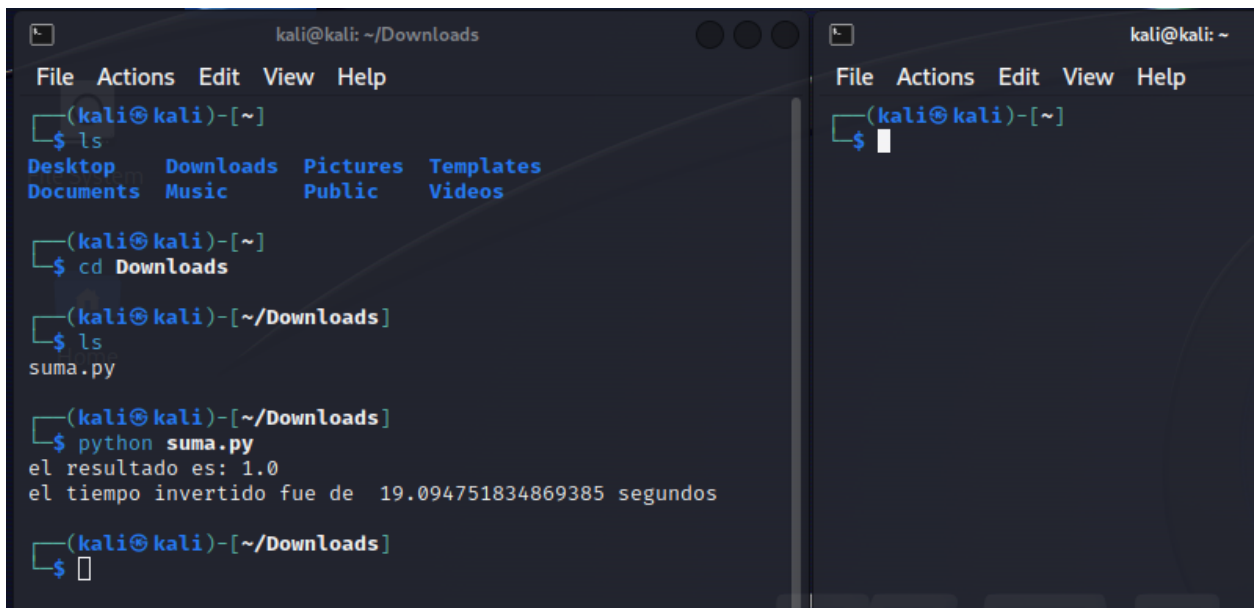 kali@kali: ~/Downloads
File Actions Edit View Help
┌──(kali㉿kali)-[~]
└─$ ls
Desktop Downloads Pictures Templates
Documents Music Public Videos
┌──(kali㉿kali)-[~]
└─$ cd Downloads
┌──(kali㉿kali)-[~/Downloads]
└─$ ls
suma.py
┌──(kali㉿kali)-[~/Downloads]
└─$ python suma.py
el resultado es: 1.0
el tiempo invertido fue de  19.094751834869385 segundos
┌──(kali㉿kali)-[~/Downloads]
└─$
kali@kali: ~
File Actions Edit View Help
┌──(kali㉿kali)-[~]
└─$
Home